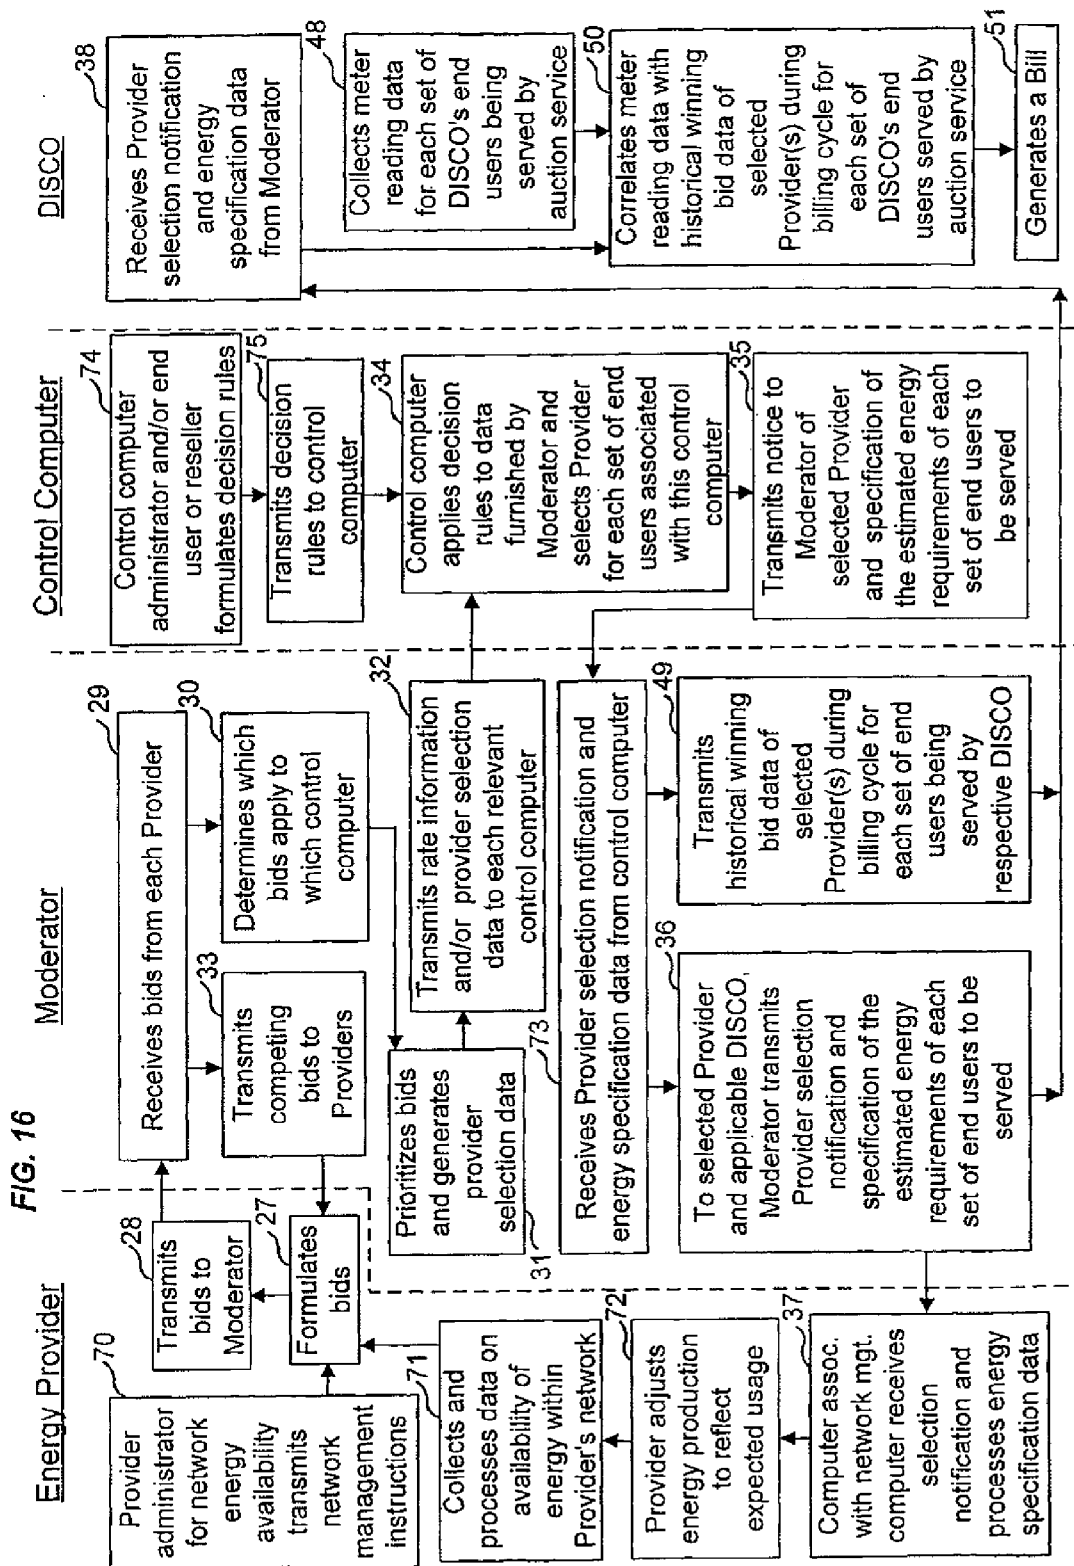 FIG. 16
Energy Provider
70
Provider
administrator
for network
energy
availability
transmits
network
management
instructions
28
Transmits
bids to
Moderator
27
Formulates
bids
71
Collects and
processes data on
availability of
energy within
Provider's network
72
Provider adjusts
energy production
to reflect
expected usage
37
Computer assoc.
with network mgt.
computer receives
selection
notification and
processes energy
specification data
Moderator
29
Receives bids from each Provider
33
Transmits
competing
bids to
Providers
30
Determines which
bids apply to
which control
computer
Prioritizes bids
and generates
provider
selection data
31
32
Transmits rate information
and/or provider selection
data to each relevant
control computer
73
Receives Provider selection notification and
energy specification data from control computer
36
To selected Provider
and applicable DISCO,
Moderator transmits
Provider selection
notification and
specification of the
estimated energy
requirements of each
set of end users to be
served
49
Transmits
historical winning
bid data of
selected
Provider(s) during
billing cycle for
each set of end
users being
served by
respective DISCO
Control Computer
74
Control computer
administrator and/or end
user or reseller
formulates decision rules
75
Transmits decision
rules to control
computer
34
Control computer
applies decision
rules to data
furnished by
Moderator and
selects Provider
for each set of end
users associated
with this control
computer
35
Transmits notice to
Moderator of
selected Provider
and specification of
the estimated energy
requirements of each
set of end users to
be served
DISCO
38
Receives Provider
selection notification
and energy
specification data
from Moderator
48
Collects meter
reading data
for each set of
DISCO's end
users being
served by
auction service
50
Correlates meter
reading data with
historical winning
bid data of
selected
Provider(s) during
billing cycle for
each set of
DISCO's end
users served by
auction service
51
Generates a Bill